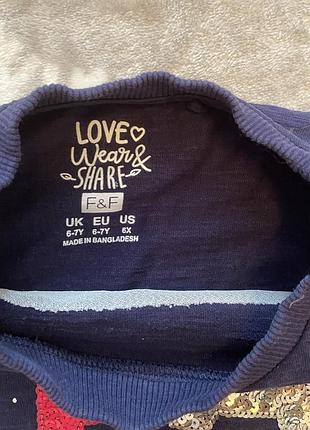 LOVE
Wear &
SHARE
F&F
UK EU US
6-7Y 6-7Y 6X
MADE IN BANGLADESH